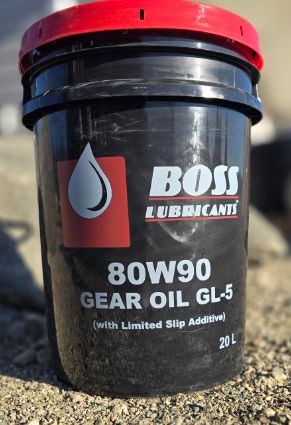 BOSS
LUBRICANTS
80W90
GEAR OIL GL-5
(with Limited Slip Additive)
20 L